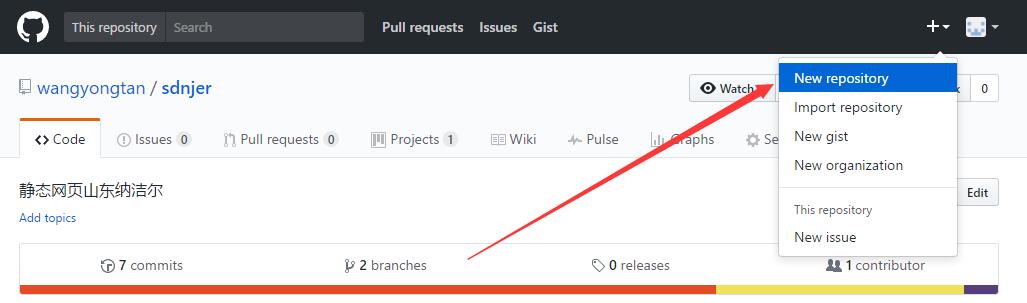 This repository Search Pull requests Issues Gist
wangyongtan / sdnjer Watch 0
New repository
Import repository
New gist
New organization
This repository
New issue
Code Issues 0 Pull requests 0 Projects 1 Wiki Pulse Graphs
静态网页山东纳洁尔 Edit
Add topics
7 commits 2 branches 0 releases 1 contributor